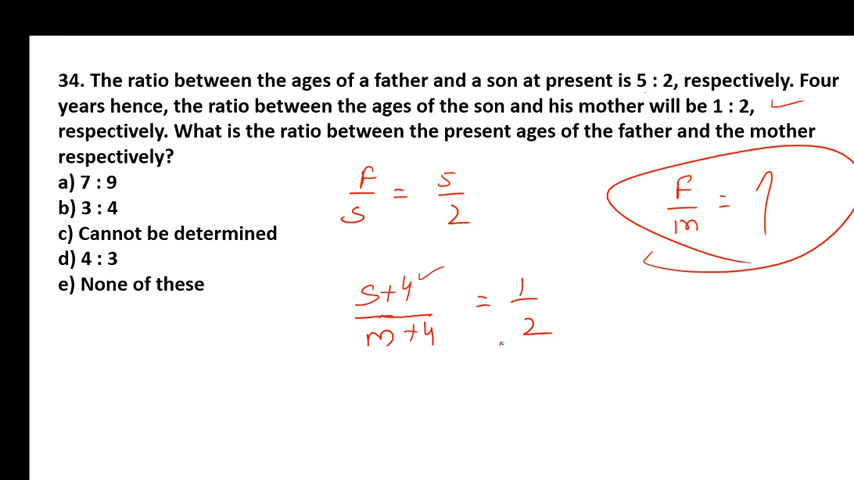 34. The ratio between the ages of a father and a son at present is 5 : 2, respectively. Four
years hence, the ratio between the ages of the son and his mother will be 1 : 2,
respectively. What is the ratio between the present ages of the father and the mother
respectively?
a) 7 : 9
b) 3 : 4
c) Cannot be determined
d) 4 : 3
e) None of these
F/S = 5/2
F/m = ?
S+4/m+4 = 1/2